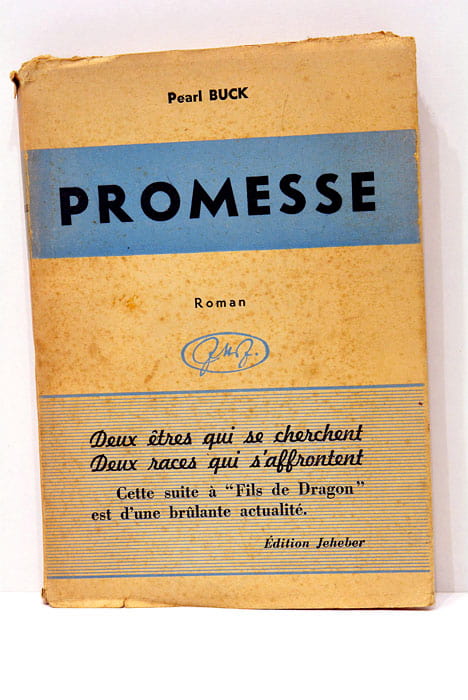 Pearl BUCK
PROMESSE
Roman
Deux êtres qui se cherchent
Deux races qui s'affrontent
Cette suite à “Fils de Dragon”
est d'une brûlante actualité.
Édition Jeheber